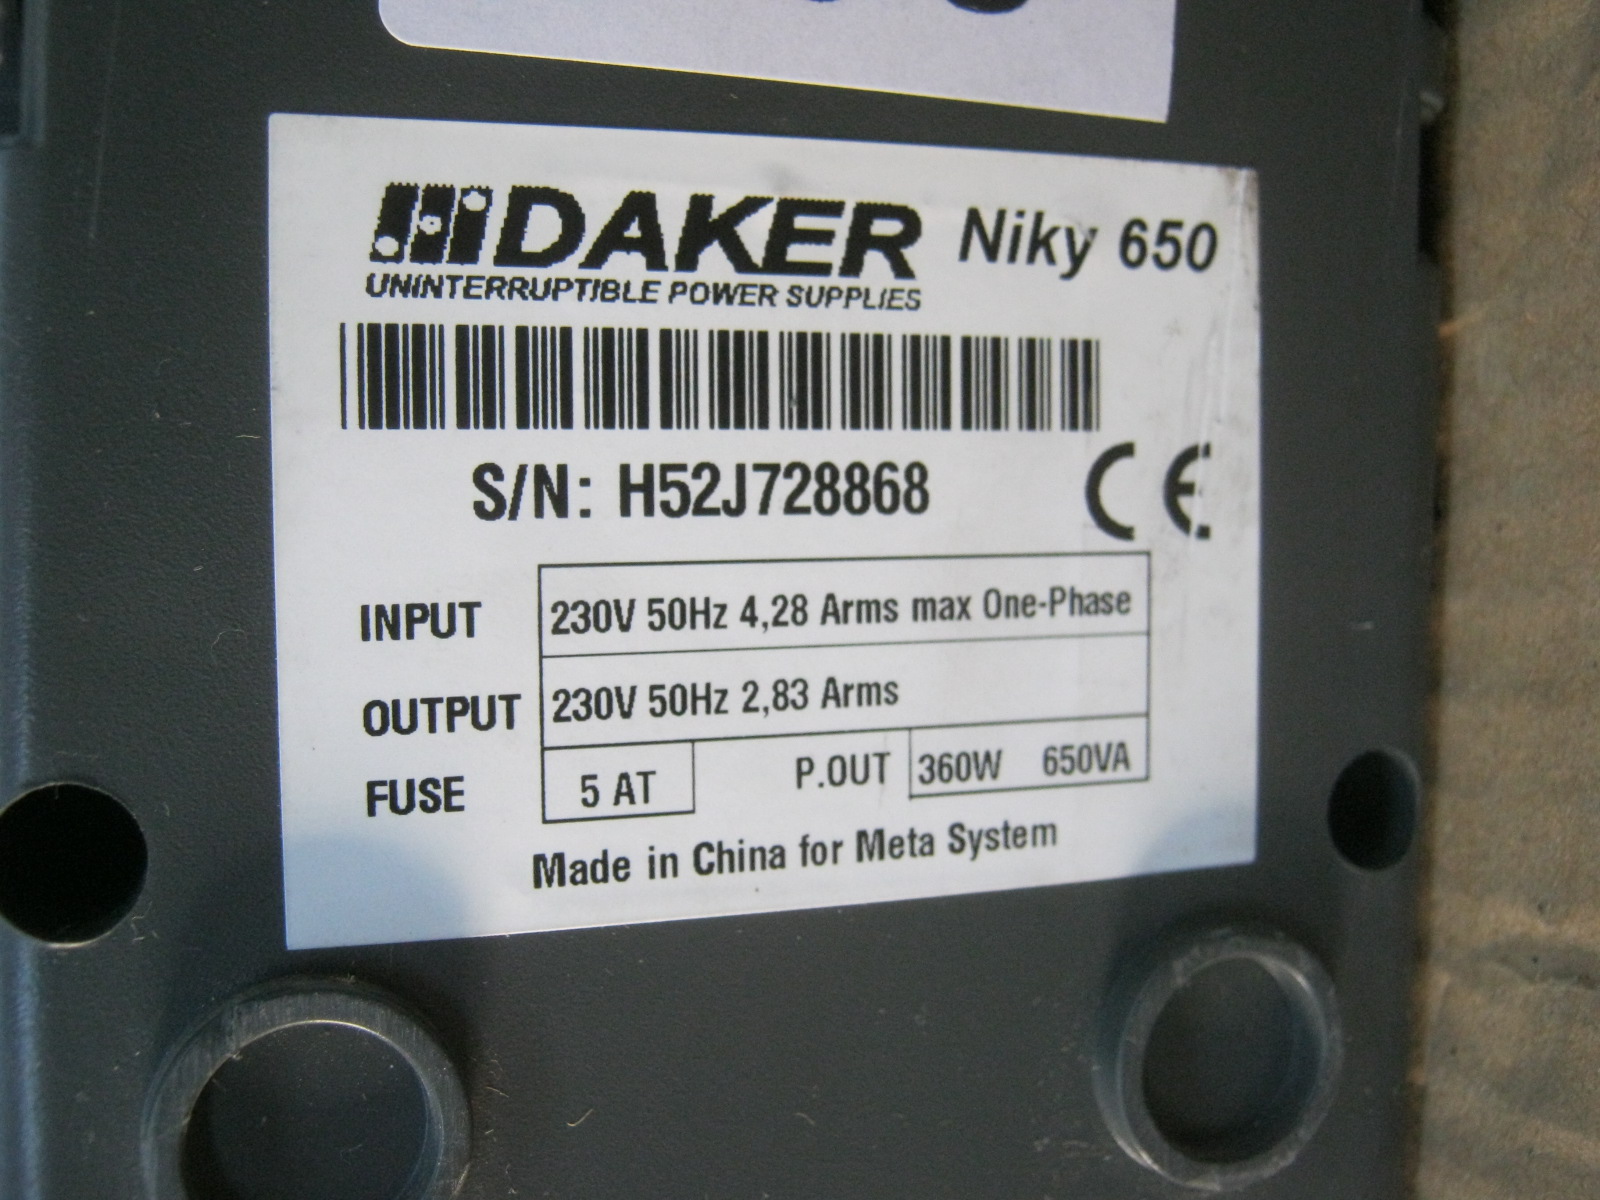 DAKER Niky 650
UNINTERRUPTIBLE POWER SUPPLIES
S/N: H52J728868
CE
INPUT 230V 50Hz 4,28 Arms max One-Phase
OUTPUT 230V 50Hz 2,83 Arms
FUSE 5 AT P.OUT 360W 650VA
Made in China for Meta System